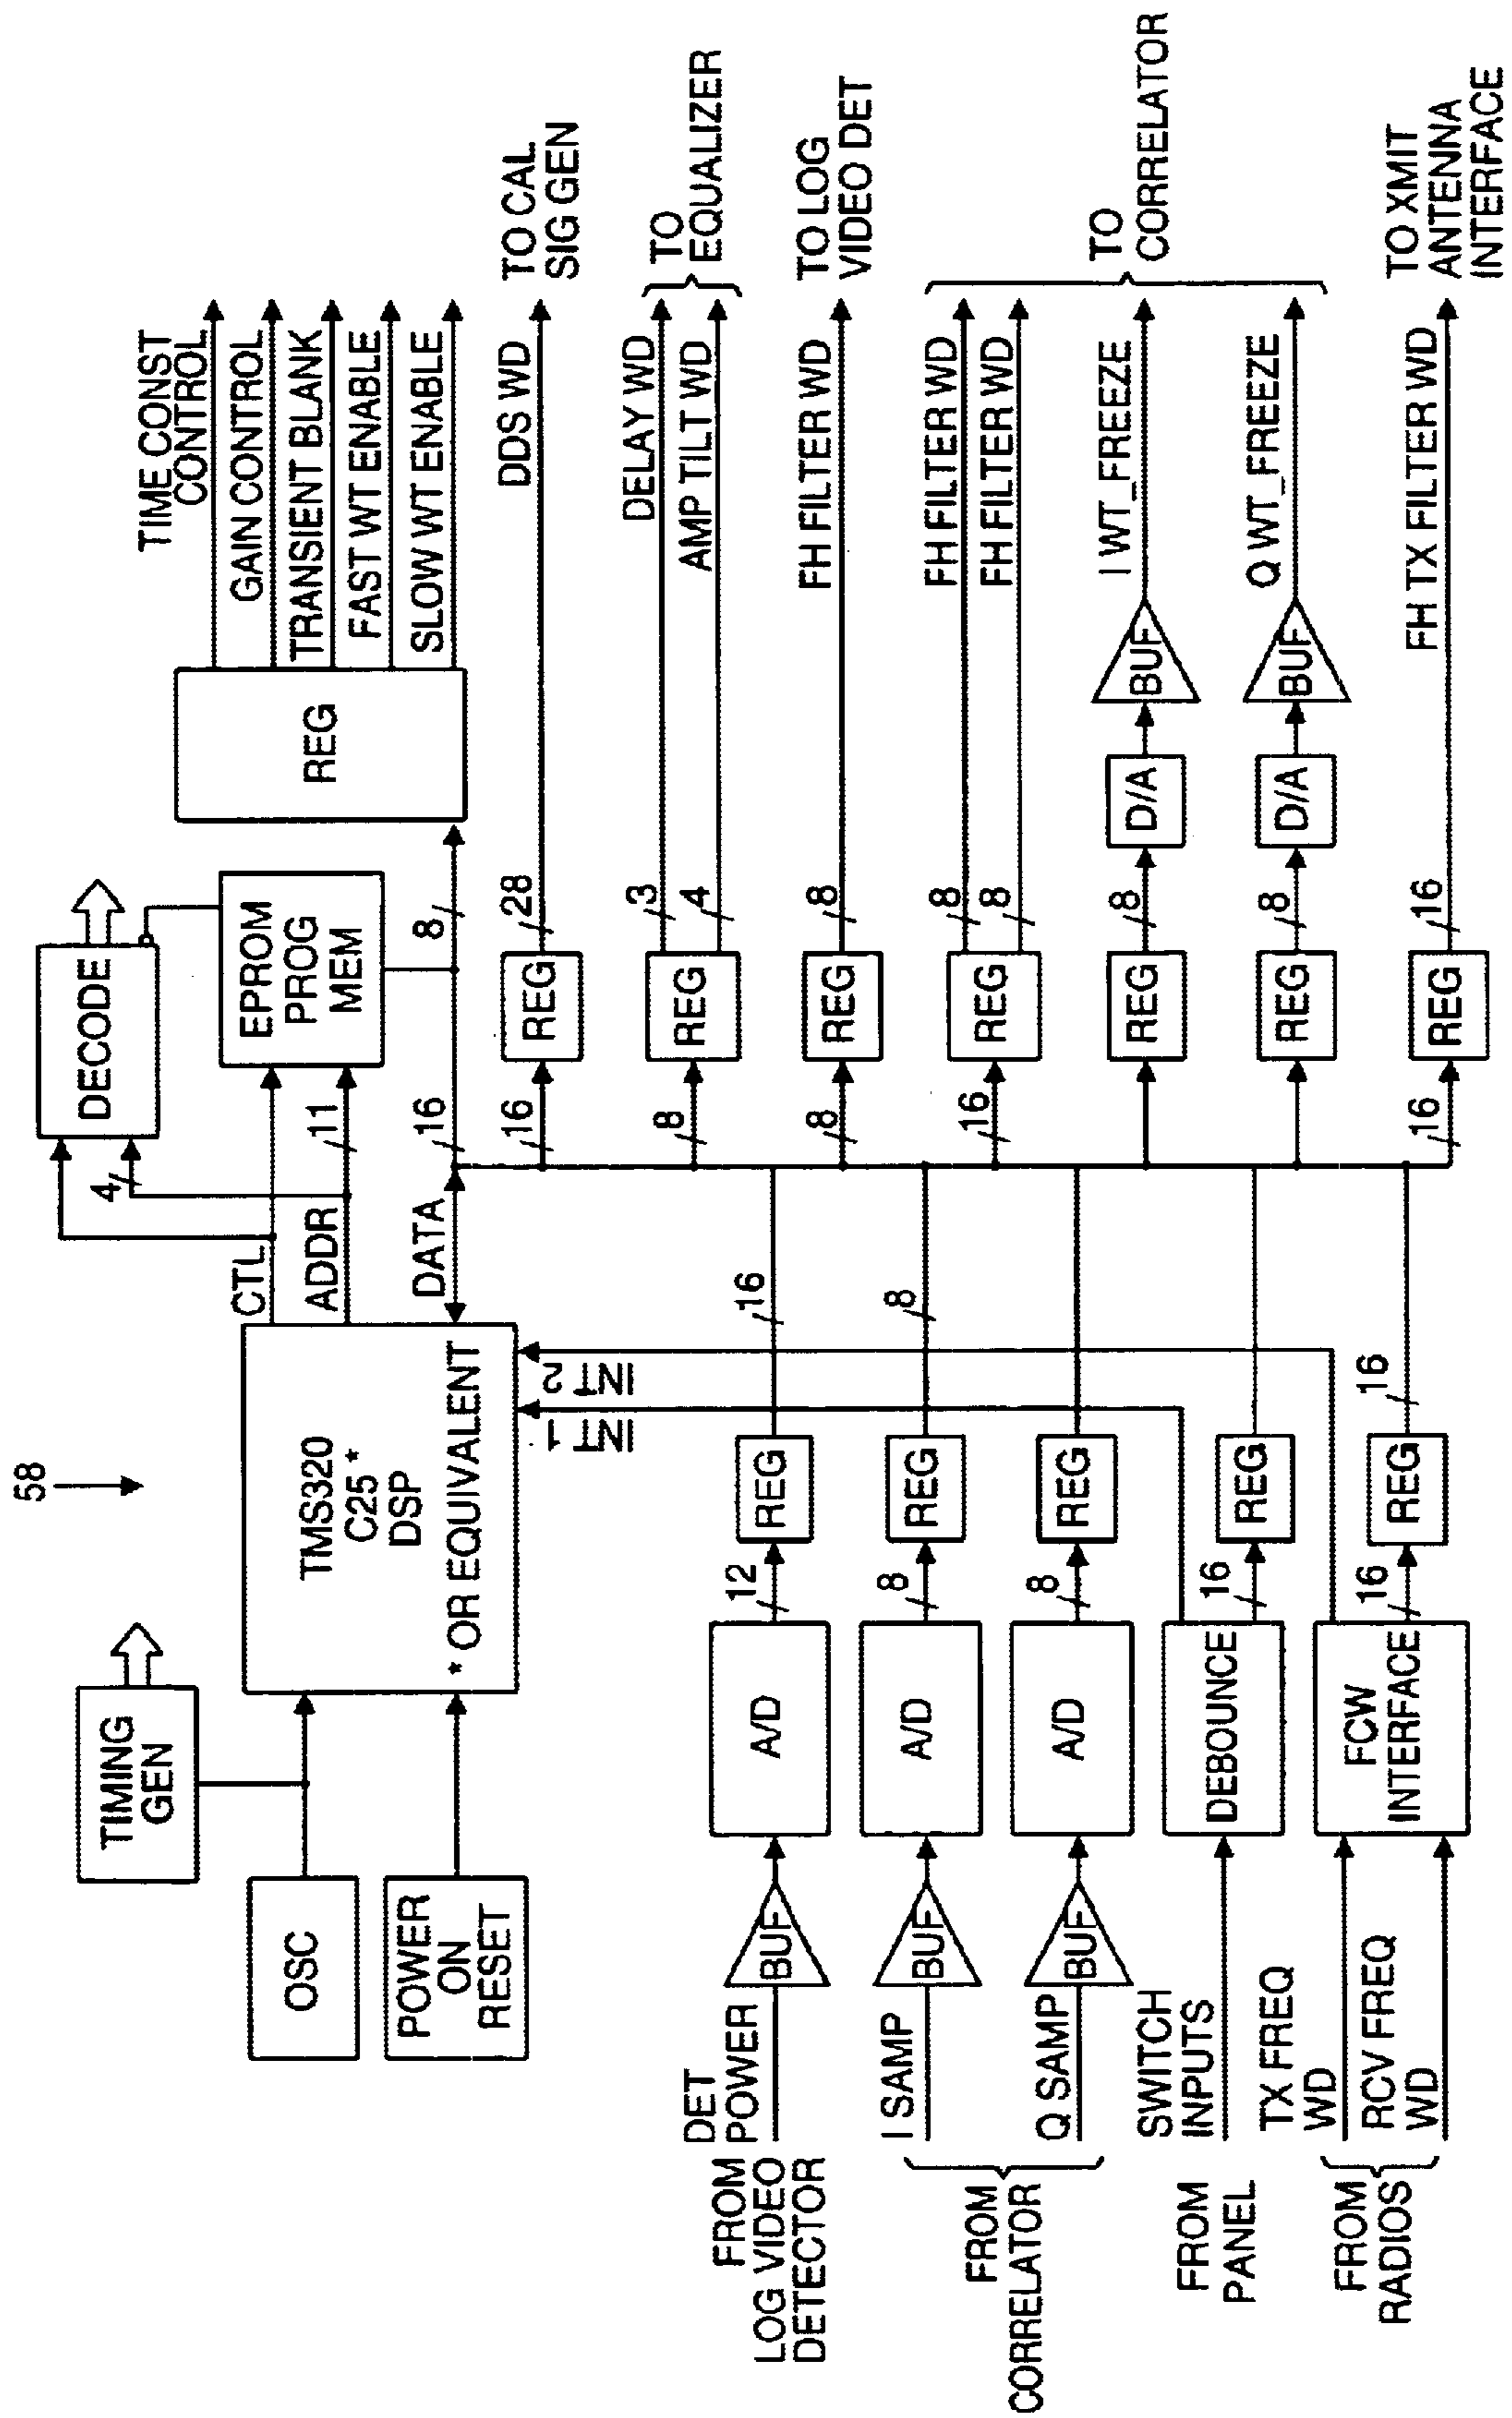 58
TIMING
GEN
OSC
POWER
ON
RESET
TMS320
C25 *
DSP
* OR EQUIVALENT
CTL
ADDR
DATA
INT 1
INT 2
4
11
16
DECODE
EPROM
PROG
MEM
8
REG
TIME CONST
CONTROL
GAIN CONTROL
TRANSIENT BLANK
FAST WT ENABLE
SLOW WT ENABLE
16
REG
28
DDS WD
TO CAL
SIG GEN
8
REG
3
4
DELAY WD
AMP TILT WD
TO
EQUALIZER
8
REG
8
FH FILTER WD
TO LOG
VIDEO DET
16
REG
8
8
FH FILTER WD
FH FILTER WD
REG
8
D/A
BUF
I WT_FREEZE
REG
8
D/A
BUF
Q WT_FREEZE
TO
CORRELATOR
16
REG
16
FH TX FILTER WD
TO XMIT
ANTENNA
INTERFACE
FROM
LOG VIDEO
DETECTOR
DET
POWER
BUF
A/D
12
REG
16
FROM
CORRELATOR
I SAMP
BUF
A/D
8
REG
8
Q SAMP
BUF
A/D
8
REG
FROM
PANEL
SWITCH
INPUTS
DEBOUNCE
16
REG
FROM
RADIOS
TX FREQ
WD
RCV FREQ
WD
FCW
INTERFACE
16
REG
16